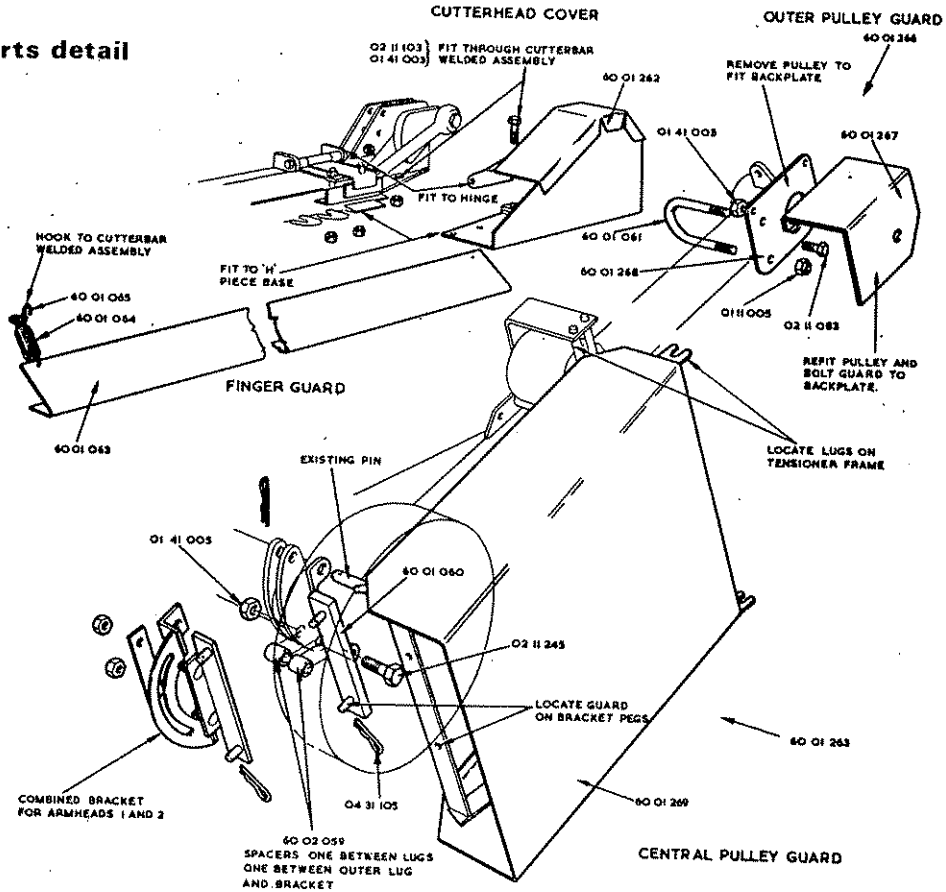 rts detail
CUTTERHEAD COVER
02 11 103 } FIT THROUGH CUTTERBAR
01 41 003 } WELDED ASSEMBLY
60 01 262
FIT TO HINGE
FIT TO 'H'
PIECE BASE
OUTER PULLEY GUARD
60 01 266
REMOVE PULLEY TO
FIT BACKPLATE
01 41 005
60 01 267
60 01 061
60 01 268
01 11 005
02 11 083
REFIT PULLEY AND
BOLT GUARD TO
BACKPLATE.
HOOK TO CUTTERBAR
WELDED ASSEMBLY
60 01 065
60 01 064
FINGER GUARD
60 01 063
LOCATE LUGS ON
TENSIONER FRAME
EXISTING PIN
01 41 005
60 01 060
02 11 245
LOCATE GUARD
ON BRACKET PEGS
60 01 263
COMBINED BRACKET
FOR ARMHEADS 1 AND 2
04 31 105
60 01 269
60 02 059
SPACERS ONE BETWEEN LUGS
ONE BETWEEN OUTER LUG
AND BRACKET
CENTRAL PULLEY GUARD